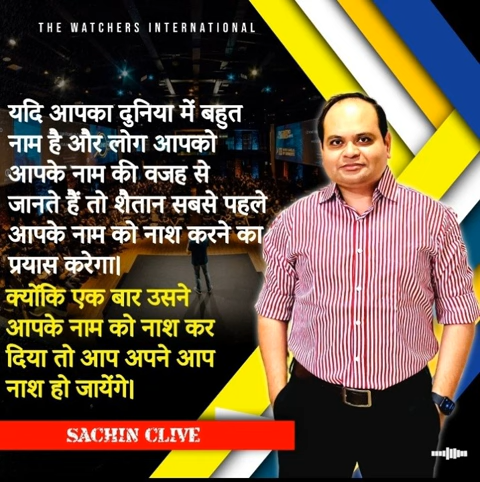 THE WATCHERS INTERNATIONAL
यदि आपका दुनिया में बहुत
नाम है और लोग आपको
आपके नाम की वजह से
जानते हैं तो शैतान सबसे पहले
आपके नाम को नाश करने का
प्रयास करेगा।
क्योंकि एक बार उसने
आपके नाम को नाश कर
दिया तो आप अपने आप
नाश हो जायेंगे।
SACHIN CLIVE